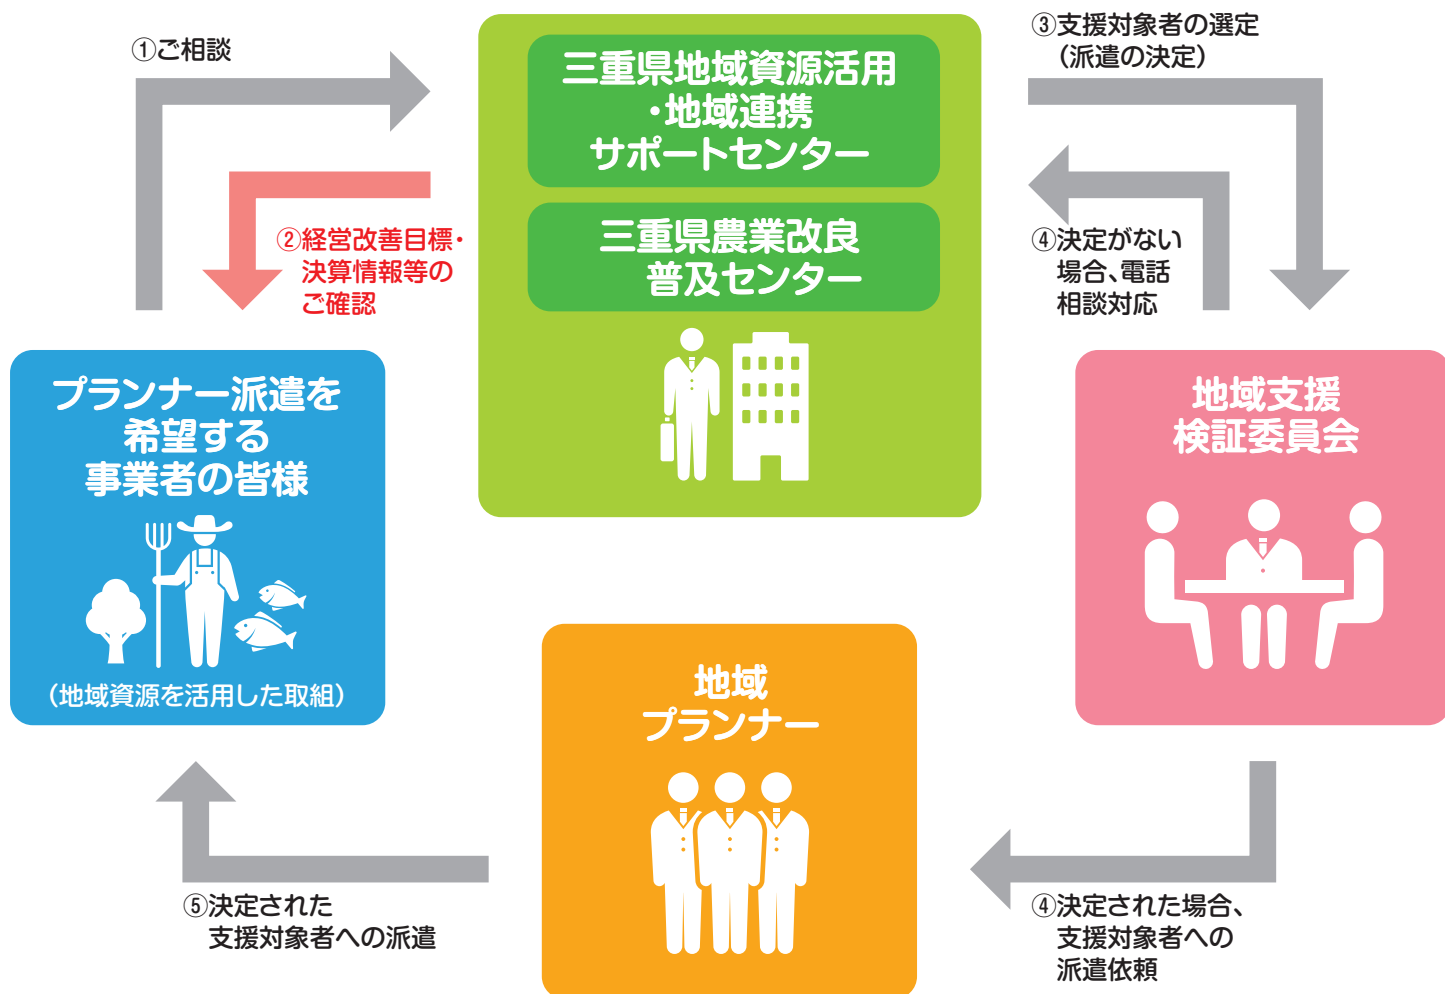 ①ご相談
三重県地域資源活用
・地域連携
サポートセンター
三重県農業改良
普及センター
②経営改善目標・
決算情報等の
ご確認
③支援対象者の選定
（派遣の決定）
④決定がない
場合、電話
相談対応
プランナー派遣を
希望する
事業者の皆様
（地域資源を活用した取組）
地域支援
検証委員会
地域
プランナー
④決定された場合、
支援対象者への
派遣依頼
⑤決定された
支援対象者への派遣